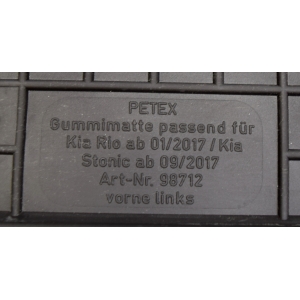 PETEX
Gummimatte passend für
Kia Rio ab 01/2017 / Kia
Stonic ab 09/2017
Art-Nr. 98712
vorne links